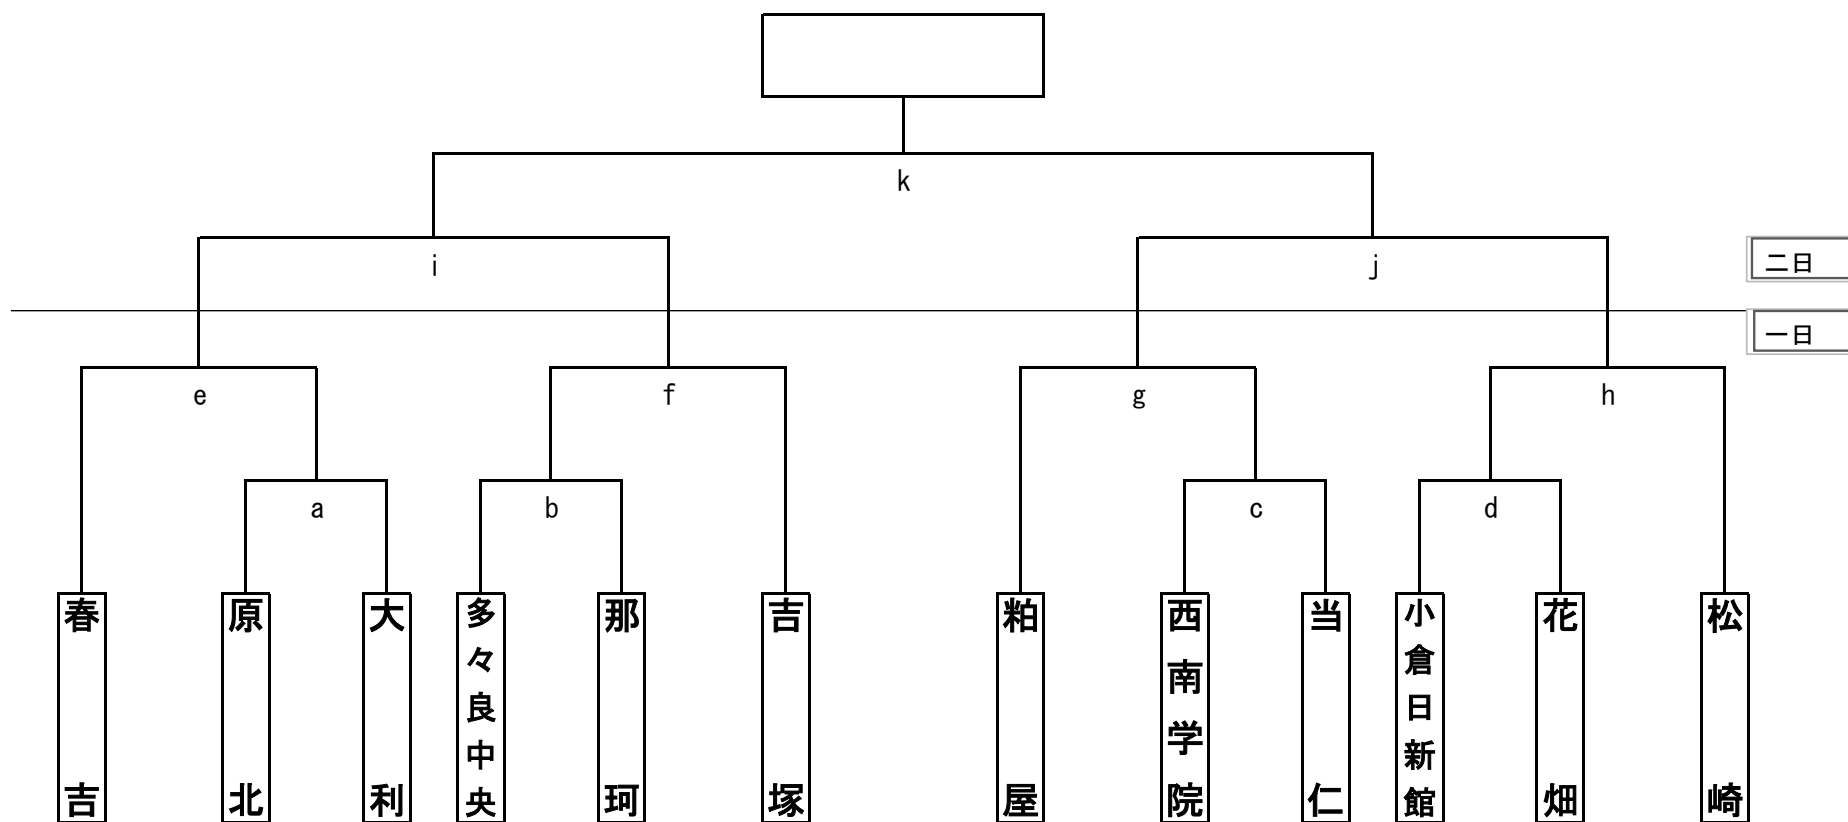 k
i
j
二日
一日
e
f
g
h
a
b
c
d
春吉
原北
大利
多々良中央
那珂
吉塚
粕屋
西南学院
当仁
小倉日新館
花畑
松崎